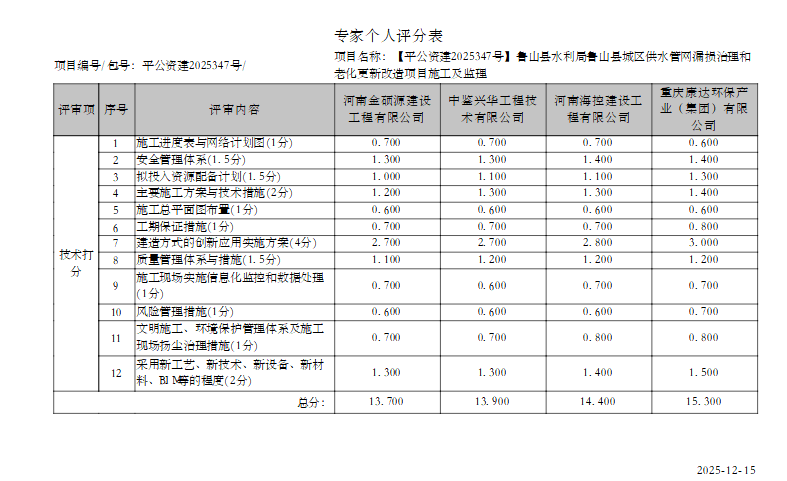 专家个人评分表
项目编号/包号：平公资建2025347号/
项目名称：【平公资建2025347号】鲁山县水利局鲁山县城区供水管网漏损治理和
老化更新改造项目施工及监理
评审项 序号 评审内容 河南金砺源建设工程有限公司 中鉴兴华工程技术有限公司 河南海控建设工程有限公司 重庆康达环保产业（集团）有限公司
技术打分
1 施工进度表与网络计划图(1分) 0.700 0.700 0.700 0.600
2 安全管理体系(1.5分) 1.300 1.300 1.400 1.400
3 拟投入资源配备计划(1.5分) 1.000 1.100 1.100 1.300
4 主要施工方案与技术措施(2分) 1.200 1.300 1.300 1.400
5 施工总平面图布置(1分) 0.600 0.600 0.600 0.600
6 工期保证措施(1分) 0.700 0.700 0.700 0.800
7 建造方式的创新应用实施方案(4分) 2.700 2.700 2.800 3.000
8 质量管理体系与措施(1.5分) 1.100 1.200 1.200 1.200
9 施工现场实施信息化监控和数据处理(1分) 0.700 0.600 0.700 0.700
10 风险管理措施(1分) 0.600 0.600 0.600 0.700
11 文明施工、环境保护管理体系及施工现场扬尘治理措施(1分) 0.700 0.700 0.800 0.800
12 采用新工艺、新技术、新设备、新材料、BIM等的程度(2分) 1.300 1.300 1.400 1.500
总分： 13.700 13.900 14.400 15.300
2025-12-15